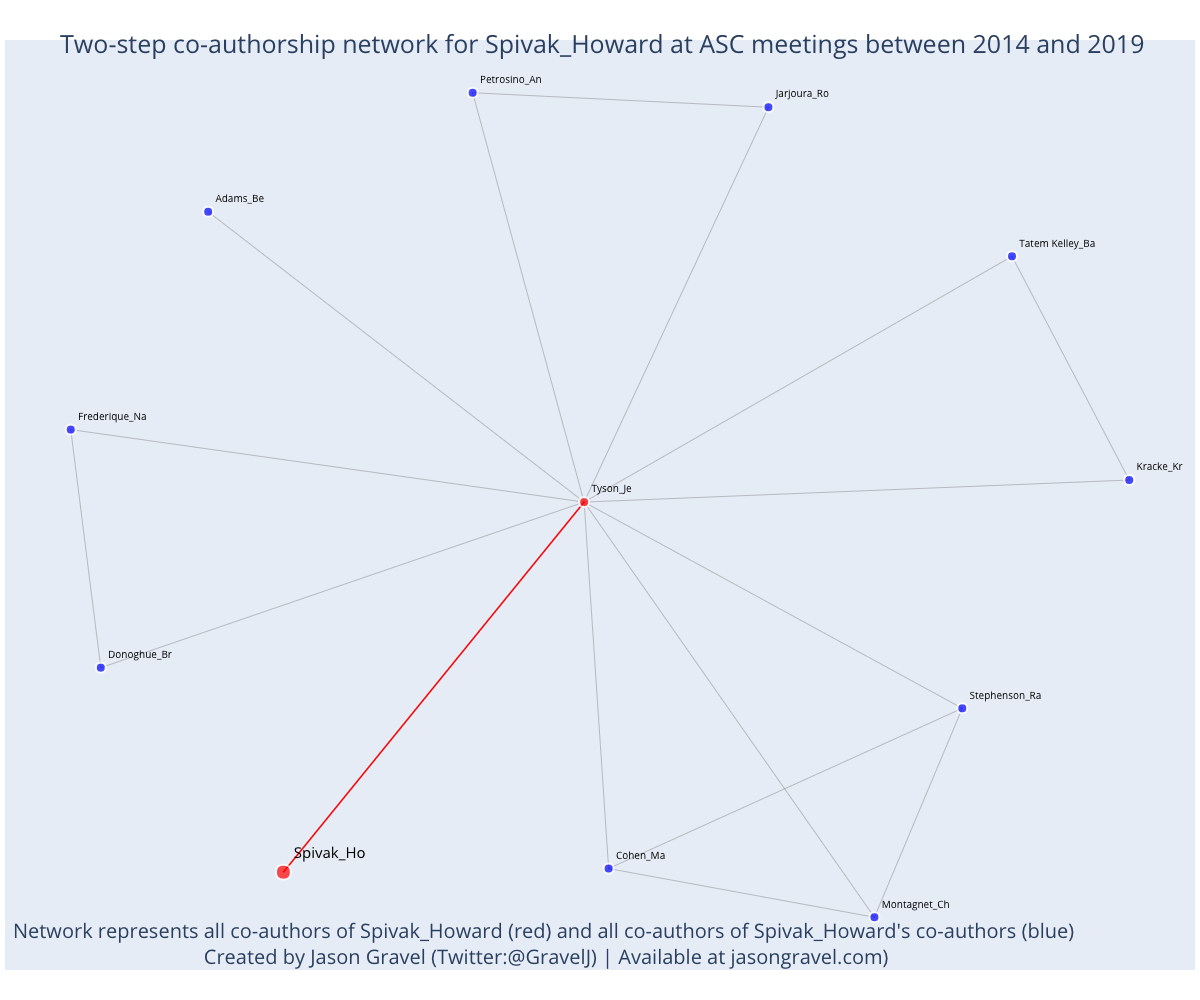 Two-step co-authorship network for Spivak_Howard at ASC meetings between 2014 and 2019
Petrosino_An
Jarjoura_Ro
Adams_Be
Tatem Kelley_Ba
Frederique_Na
Kracke_Kr
Tyson_Je
Donoghue_Br
Stephenson_Ra
Spivak_Ho
Cohen_Ma
Montagnet_Ch
Network represents all co-authors of Spivak_Howard (red) and all co-authors of Spivak_Howard's co-authors (blue)
Created by Jason Gravel (Twitter:@GravelJ) | Available at jasongravel.com)